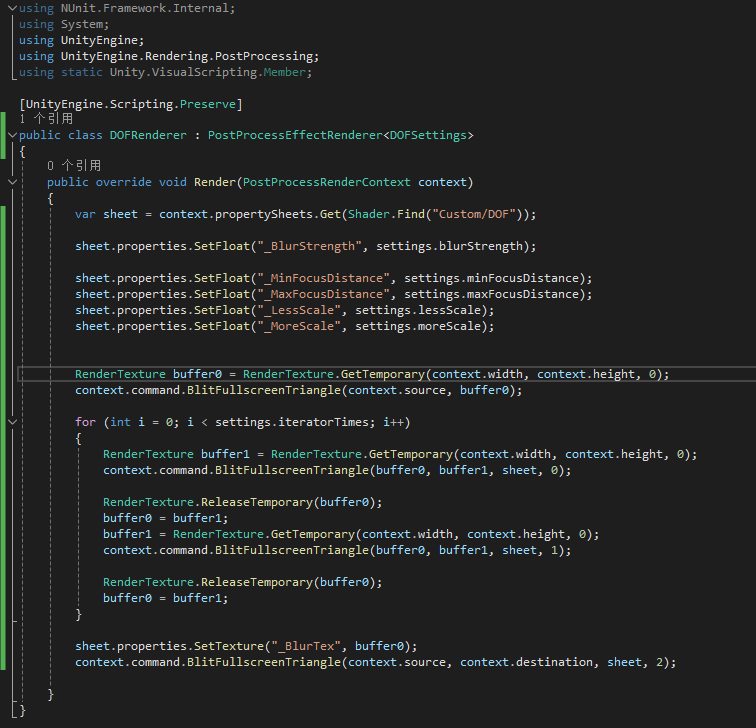 using NUnit.Framework.Internal;
using System;
using UnityEngine;
using UnityEngine.Rendering.PostProcessing;
using static Unity.VisualScripting.Member;
[UnityEngine.Scripting.Preserve]
1 个引用
public class DOFRenderer : PostProcessEffectRenderer<DOFSettings>
{
0 个引用
public override void Render(PostProcessRenderContext context)
{
var sheet = context.propertySheets.Get(Shader.Find("Custom/DOF"));
sheet.properties.SetFloat("_BlurStrength", settings.blurStrength);
sheet.properties.SetFloat("_MinFocusDistance", settings.minFocusDistance);
sheet.properties.SetFloat("_MaxFocusDistance", settings.maxFocusDistance);
sheet.properties.SetFloat("_LessScale", settings.lessScale);
sheet.properties.SetFloat("_MoreScale", settings.moreScale);
RenderTexture buffer0 = RenderTexture.GetTemporary(context.width, context.height, 0);
context.command.BlitFullscreenTriangle(context.source, buffer0);
for (int i = 0; i < settings.iteratorTimes; i++)
{
RenderTexture buffer1 = RenderTexture.GetTemporary(context.width, context.height, 0);
context.command.BlitFullscreenTriangle(buffer0, buffer1, sheet, 0);
RenderTexture.ReleaseTemporary(buffer0);
buffer0 = buffer1;
buffer1 = RenderTexture.GetTemporary(context.width, context.height, 0);
context.command.BlitFullscreenTriangle(buffer0, buffer1, sheet, 1);
RenderTexture.ReleaseTemporary(buffer0);
buffer0 = buffer1;
}
sheet.properties.SetTexture("_BlurTex", buffer0);
context.command.BlitFullscreenTriangle(context.source, context.destination, sheet, 2);
}
}